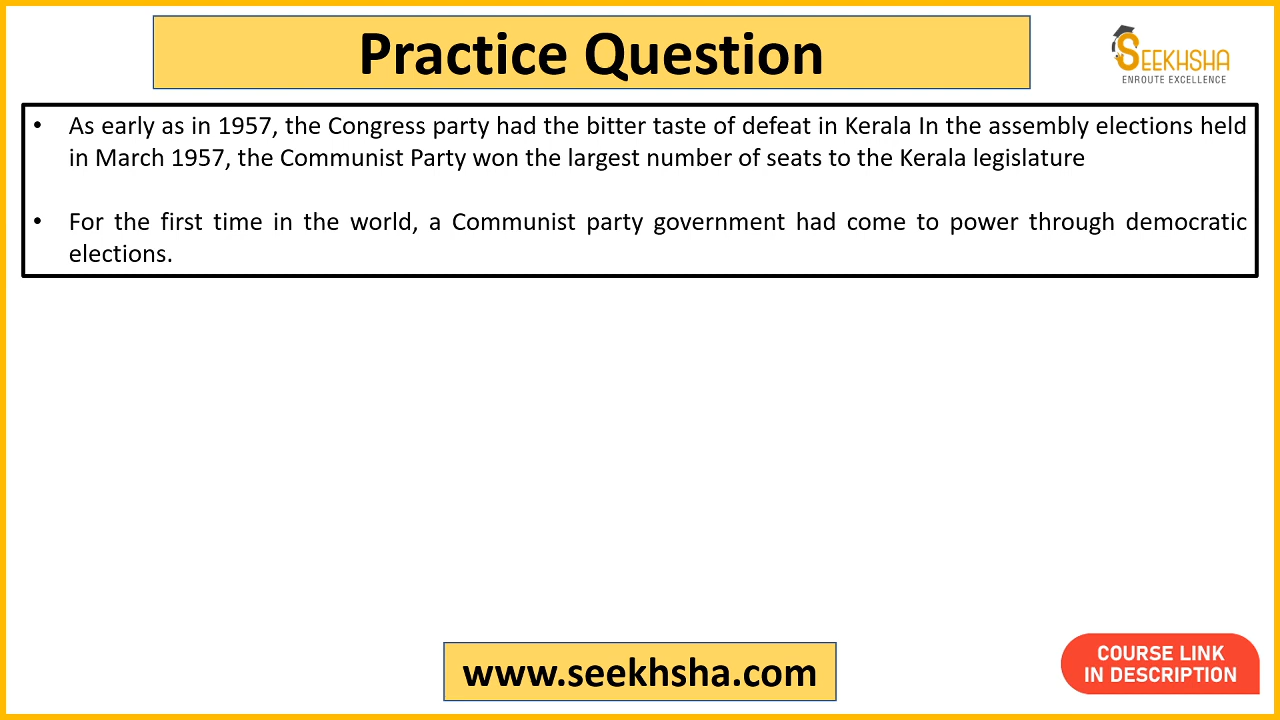 Practice Question
SEEKHSHA
ENROUTE EXCELLENCE
• As early as in 1957, the Congress party had the bitter taste of defeat in Kerala In the assembly elections held
in March 1957, the Communist Party won the largest number of seats to the Kerala legislature
• For the first time in the world, a Communist party government had come to power through democratic
elections.
www.seekhsha.com
COURSE LINK
IN DESCRIPTION